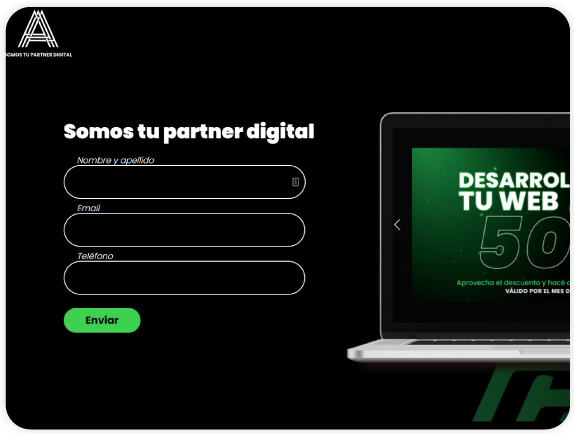 SOMOS TU PARTNER DIGITAL
Somos tu partner digital
Nombre y apellido
Email
Teléfono
Enviar
DESARROL
TU WEB
50
Aprovecha el descuento y hacé
VÁLIDO POR EL MES D